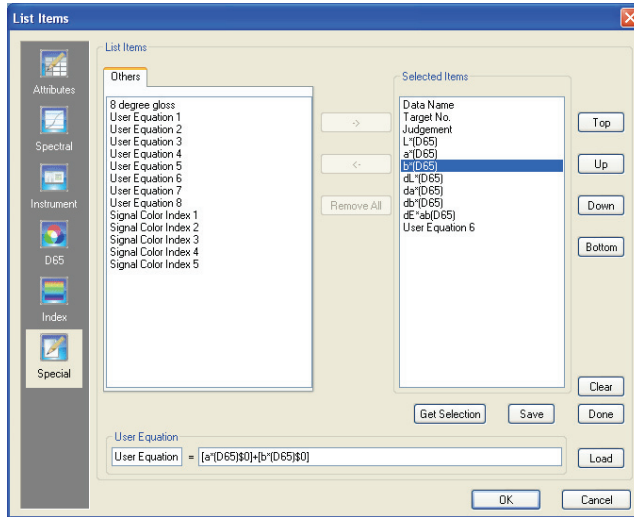 List Items
Attributes
Spectral
Instrument
D65
Index
Special
List Items
Others
8 degree gloss
User Equation 1
User Equation 2
User Equation 3
User Equation 4
User Equation 5
User Equation 6
User Equation 7
User Equation 8
Signal Color Index 1
Signal Color Index 2
Signal Color Index 3
Signal Color Index 4
Signal Color Index 5
->
<-
Remove All
Selected Items
Data Name
Target No.
Judgement
L*(D65)
a*(D65)
b*(D65)
dL*(D65)
da*(D65)
db*(D65)
dE*ab(D65)
User Equation 6
Top
Up
Down
Bottom
Clear
Get Selection
Save
Done
User Equation
User Equation = [a*(D65)$0]+[b*(D65)$0]
Load
OK
Cancel